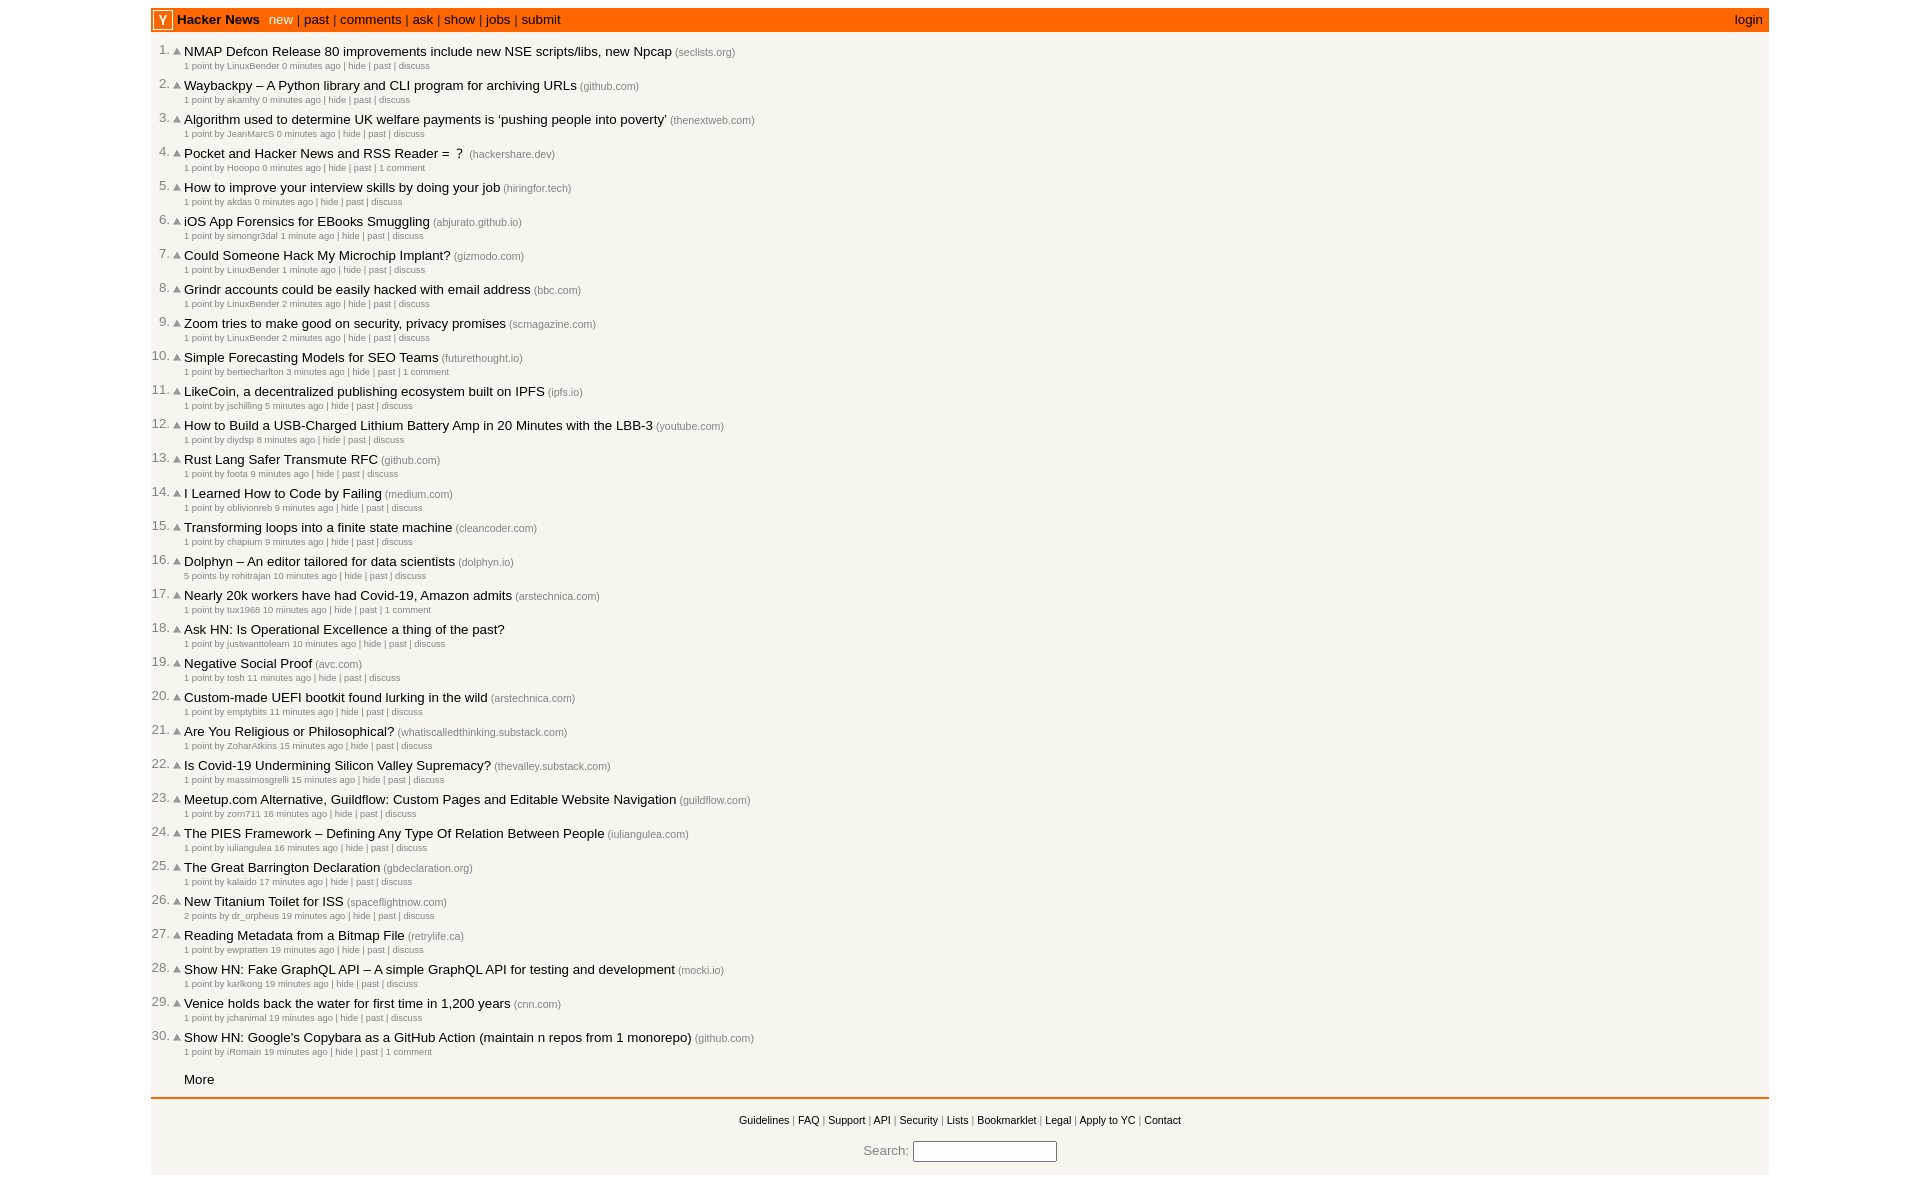 Y Hacker News new | past | comments | ask | show | jobs | submit login
1. NMAP Defcon Release 80 improvements include new NSE scripts/libs, new Npcap (seclists.org)
1 point by LinuxBender 0 minutes ago | hide | past | discuss
2. Waybackpy – A Python library and CLI program for archiving URLs (github.com)
1 point by akamhy 0 minutes ago | hide | past | discuss
3. Algorithm used to determine UK welfare payments is ‘pushing people into poverty’ (thenextweb.com)
1 point by JeanMarcS 0 minutes ago | hide | past | discuss
4. Pocket and Hacker News and RSS Reader = ？ (hackershare.dev)
1 point by Hooopo 0 minutes ago | hide | past | 1 comment
5. How to improve your interview skills by doing your job (hiringfor.tech)
1 point by akdas 0 minutes ago | hide | past | discuss
6. iOS App Forensics for EBooks Smuggling (abjurato.github.io)
1 point by simongr3dal 1 minute ago | hide | past | discuss
7. Could Someone Hack My Microchip Implant? (gizmodo.com)
1 point by LinuxBender 1 minute ago | hide | past | discuss
8. Grindr accounts could be easily hacked with email address (bbc.com)
1 point by LinuxBender 2 minutes ago | hide | past | discuss
9. Zoom tries to make good on security, privacy promises (scmagazine.com)
1 point by LinuxBender 2 minutes ago | hide | past | discuss
10. Simple Forecasting Models for SEO Teams (futurethought.io)
1 point by bertiecharlton 3 minutes ago | hide | past | 1 comment
11. LikeCoin, a decentralized publishing ecosystem built on IPFS (ipfs.io)
1 point by jschilling 5 minutes ago | hide | past | discuss
12. How to Build a USB-Charged Lithium Battery Amp in 20 Minutes with the LBB-3 (youtube.com)
1 point by diydsp 8 minutes ago | hide | past | discuss
13. Rust Lang Safer Transmute RFC (github.com)
1 point by foota 9 minutes ago | hide | past | discuss
14. I Learned How to Code by Failing (medium.com)
1 point by oblivionreb 9 minutes ago | hide | past | discuss
15. Transforming loops into a finite state machine (cleancoder.com)
1 point by chapium 9 minutes ago | hide | past | discuss
16. Dolphyn – An editor tailored for data scientists (dolphyn.io)
5 points by rohitrajan 10 minutes ago | hide | past | discuss
17. Nearly 20k workers have had Covid-19, Amazon admits (arstechnica.com)
1 point by tux1968 10 minutes ago | hide | past | 1 comment
18. Ask HN: Is Operational Excellence a thing of the past?
1 point by justwanttolearn 10 minutes ago | hide | past | discuss
19. Negative Social Proof (avc.com)
1 point by tosh 11 minutes ago | hide | past | discuss
20. Custom-made UEFI bootkit found lurking in the wild (arstechnica.com)
1 point by emptybits 11 minutes ago | hide | past | discuss
21. Are You Religious or Philosophical? (whatiscalledthinking.substack.com)
1 point by ZoharAtkins 15 minutes ago | hide | past | discuss
22. Is Covid-19 Undermining Silicon Valley Supremacy? (thevalley.substack.com)
1 point by massimosgrelli 15 minutes ago | hide | past | discuss
23. Meetup.com Alternative, Guildflow: Custom Pages and Editable Website Navigation (guildflow.com)
1 point by zorn711 16 minutes ago | hide | past | discuss
24. The PIES Framework – Defining Any Type Of Relation Between People (iuliangulea.com)
1 point by iuliangulea 16 minutes ago | hide | past | discuss
25. The Great Barrington Declaration (gbdeclaration.org)
1 point by kalaido 17 minutes ago | hide | past | discuss
26. New Titanium Toilet for ISS (spaceflightnow.com)
2 points by dr_orpheus 19 minutes ago | hide | past | discuss
27. Reading Metadata from a Bitmap File (retrylife.ca)
1 point by ewpratten 19 minutes ago | hide | past | discuss
28. Show HN: Fake GraphQL API – A simple GraphQL API for testing and development (mocki.io)
1 point by karlkong 19 minutes ago | hide | past | discuss
29. Venice holds back the water for first time in 1,200 years (cnn.com)
1 point by jchanimal 19 minutes ago | hide | past | discuss
30. Show HN: Google's Copybara as a GitHub Action (maintain n repos from 1 monorepo) (github.com)
1 point by iRomain 19 minutes ago | hide | past | 1 comment
More
Guidelines | FAQ | Support | API | Security | Lists | Bookmarklet | Legal | Apply to YC | Contact
Search: